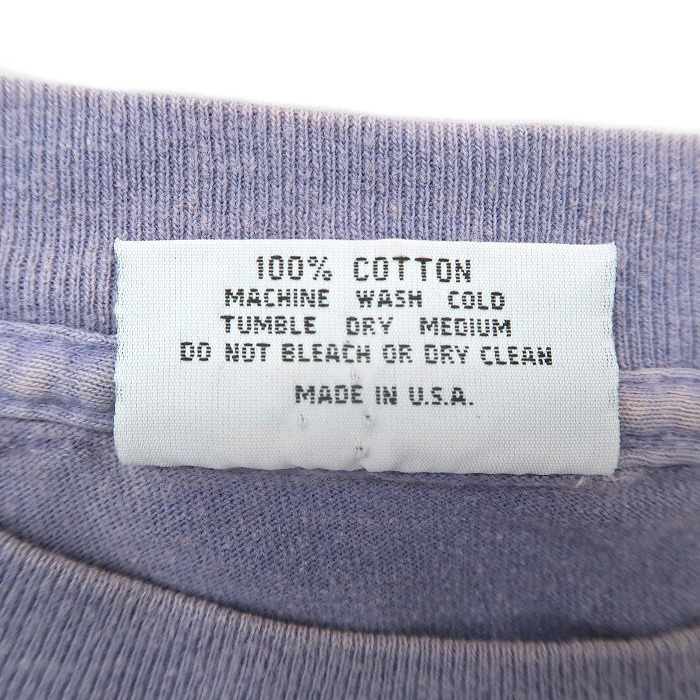 100% COTTON
MACHINE WASH COLD
TUMBLE DRY MEDIUM
DO NOT BLEACH OR DRY CLEAN
MADE IN U.S.A.